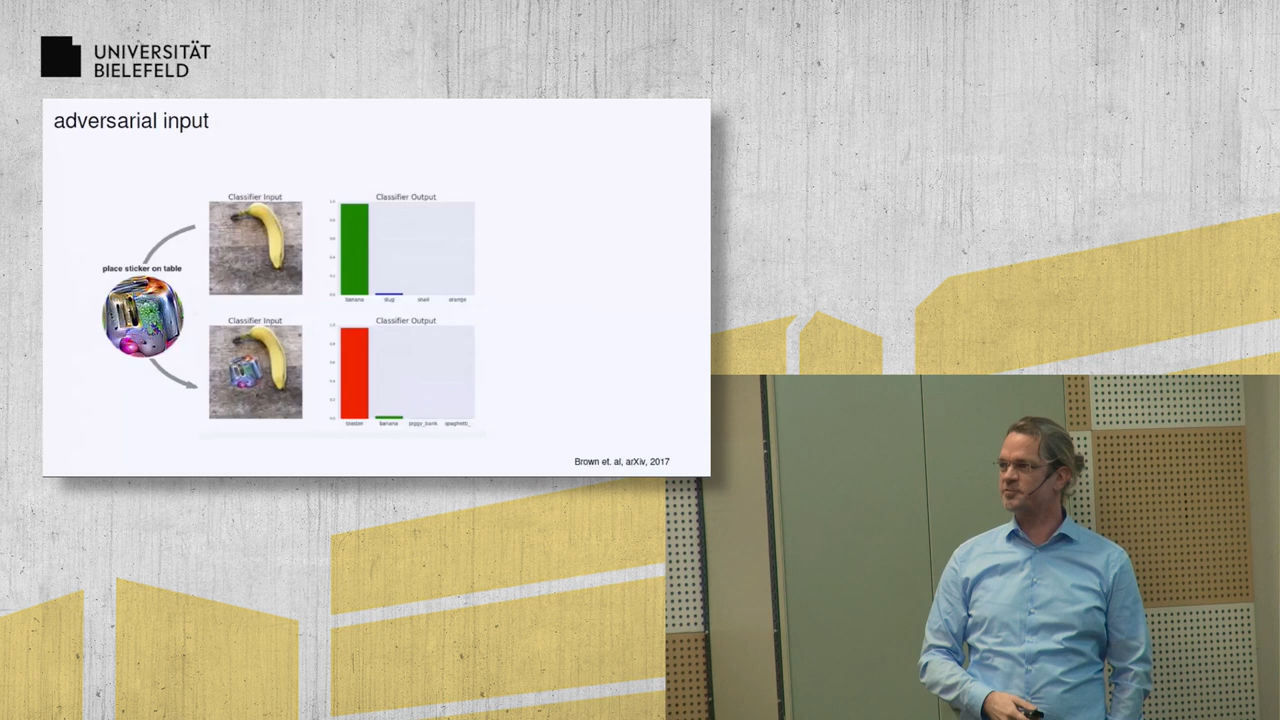 UNIVERSITÄT
BIELEFELD
adversarial input
Classifier Input
Classifier Output
place sticker on table
banana
slug
snail
orange
Classifier Input
Classifier Output
toaster
banana
piggy_bank
spaghetti_
Brown et. al, arXiv, 2017